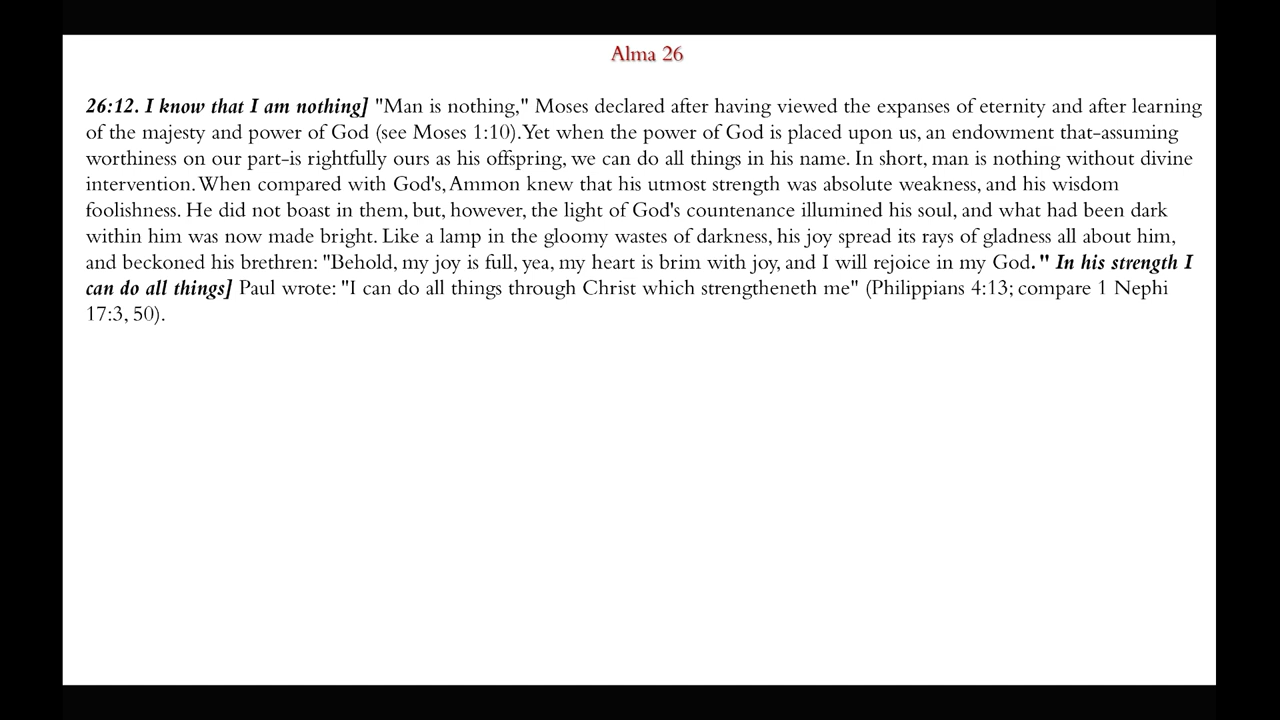 Alma 26
26:12. I know that I am nothing] "Man is nothing," Moses declared after having viewed the expanses of eternity and after learning
of the majesty and power of God (see Moses 1:10). Yet when the power of God is placed upon us, an endowment that-assuming
worthiness on our part-is rightfully ours as his offspring, we can do all things in his name. In short, man is nothing without divine
intervention. When compared with God's, Ammon knew that his utmost strength was absolute weakness, and his wisdom
foolishness. He did not boast in them, but, however, the light of God's countenance illumined his soul, and what had been dark
within him was now made bright. Like a lamp in the gloomy wastes of darkness, his joy spread its rays of gladness all about him,
and beckoned his brethren: "Behold, my joy is full, yea, my heart is brim with joy, and I will rejoice in my God." In his strength I
can do all things] Paul wrote: "I can do all things through Christ which strengtheneth me" (Philippians 4:13; compare 1 Nephi
17:3, 50).